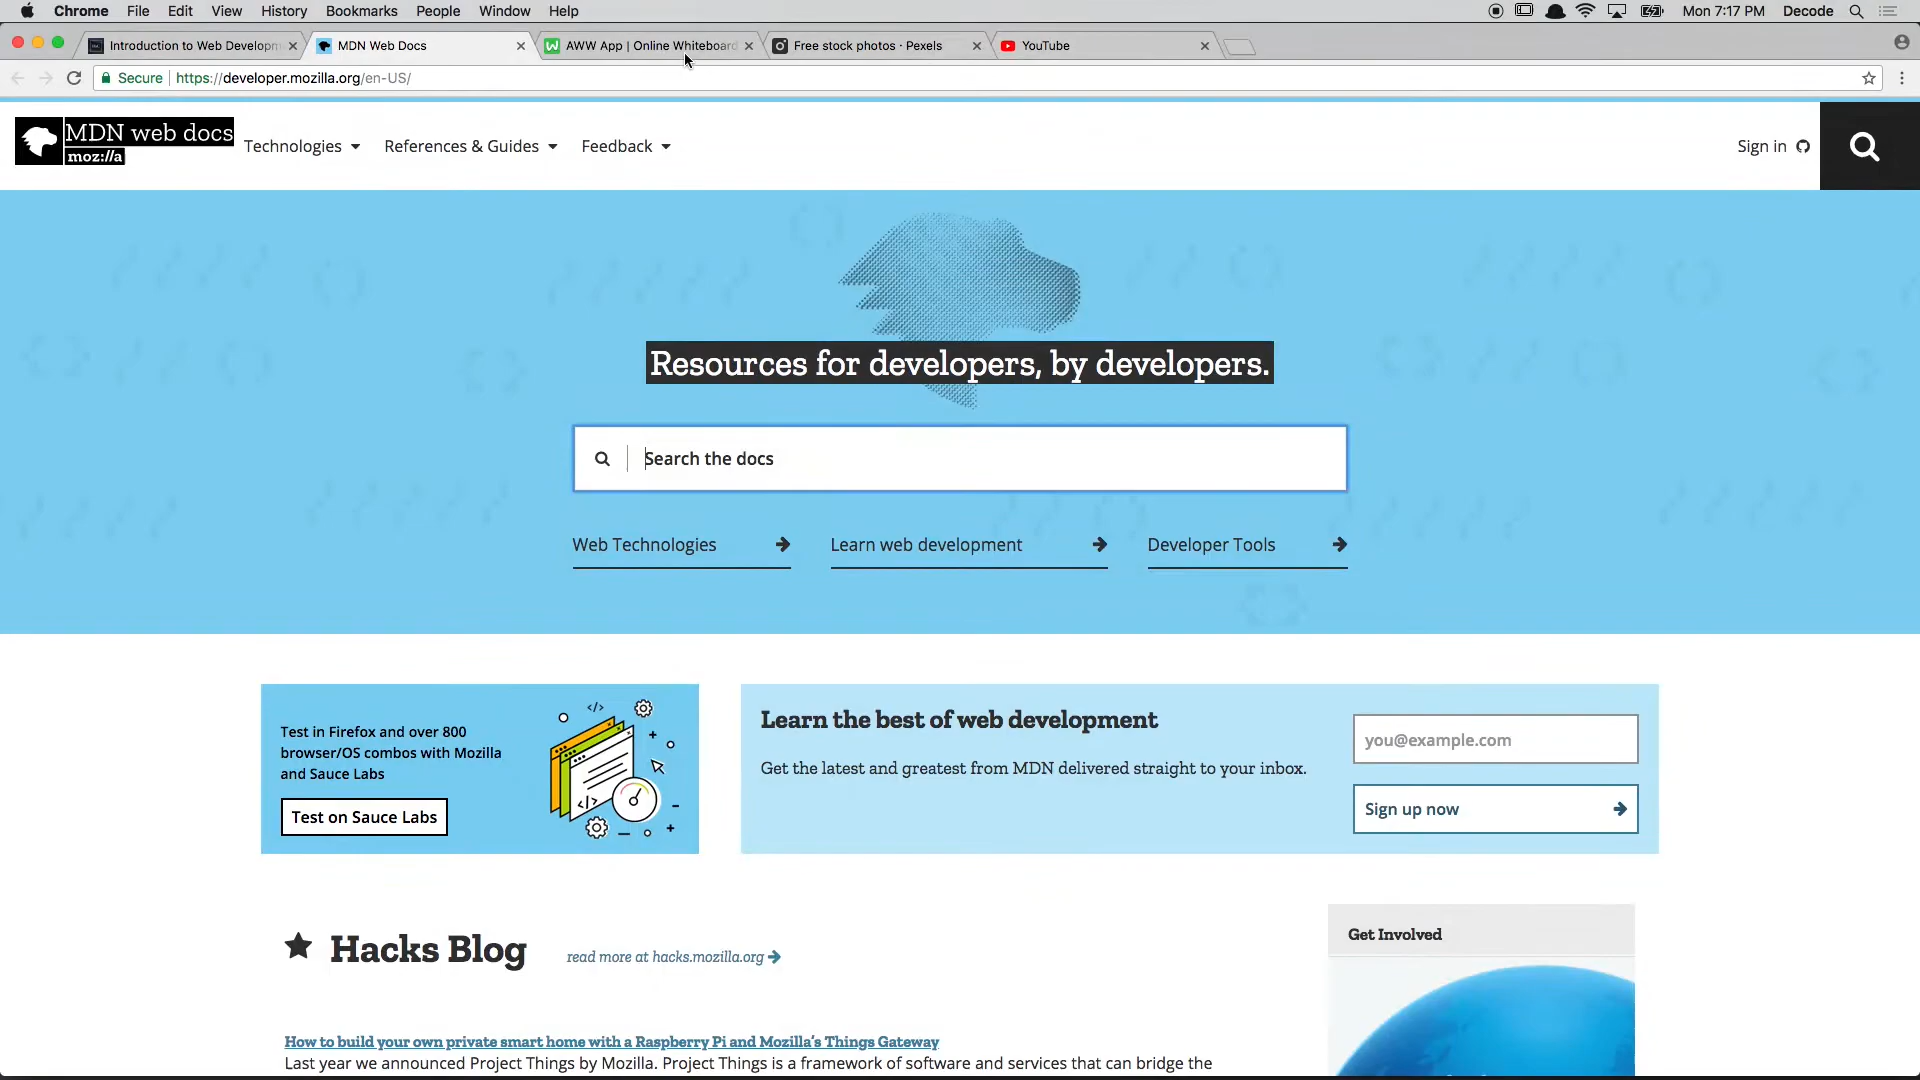 Chrome File Edit View History Bookmarks People Window Help Mon 7:17 PM Decode
Introduction to Web Developm MDN Web Docs AWW App | Online Whiteboard Free stock photos · Pexels YouTube
Secure https://developer.mozilla.org/en-US/
MDN web docs
moz://a
Technologies References & Guides Feedback Sign in
Resources for developers, by developers.
Search the docs
Web Technologies Learn web development Developer Tools
Test in Firefox and over 800
browser/OS combos with Mozilla
and Sauce Labs
Test on Sauce Labs
Learn the best of web development
Get the latest and greatest from MDN delivered straight to your inbox.
you@example.com
Sign up now
Hacks Blog read more at hacks.mozilla.org
Get Involved
How to build your own private smart home with a Raspberry Pi and Mozilla's Things Gateway
Last year we announced Project Things by Mozilla. Project Things is a framework of software and services that can bridge the